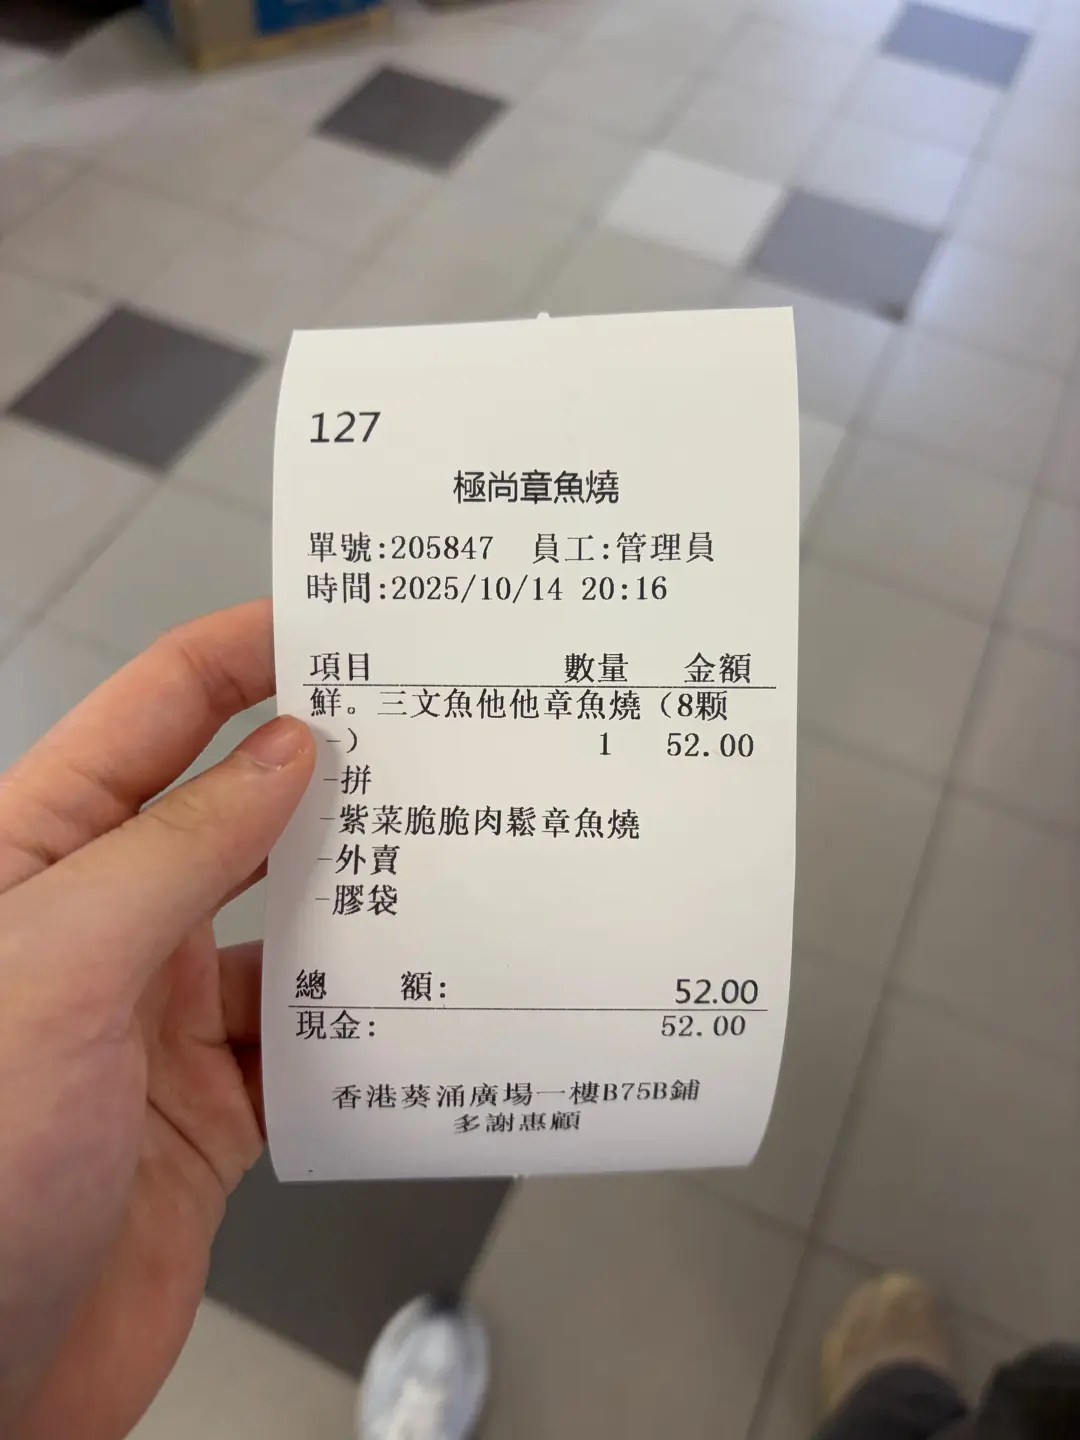 127
極尚章魚燒
單號:205847 員工:管理員
時間:2025/10/14 20:16
項目 數量 金額
鮮。三文魚他他章魚燒（8颗
-） 1 52.00
-拼
-紫菜脆脆肉鬆章魚燒
-外賣
-膠袋
總 額: 52.00
現金: 52.00
香港葵涌廣場一樓B75B鋪
多謝惠顧